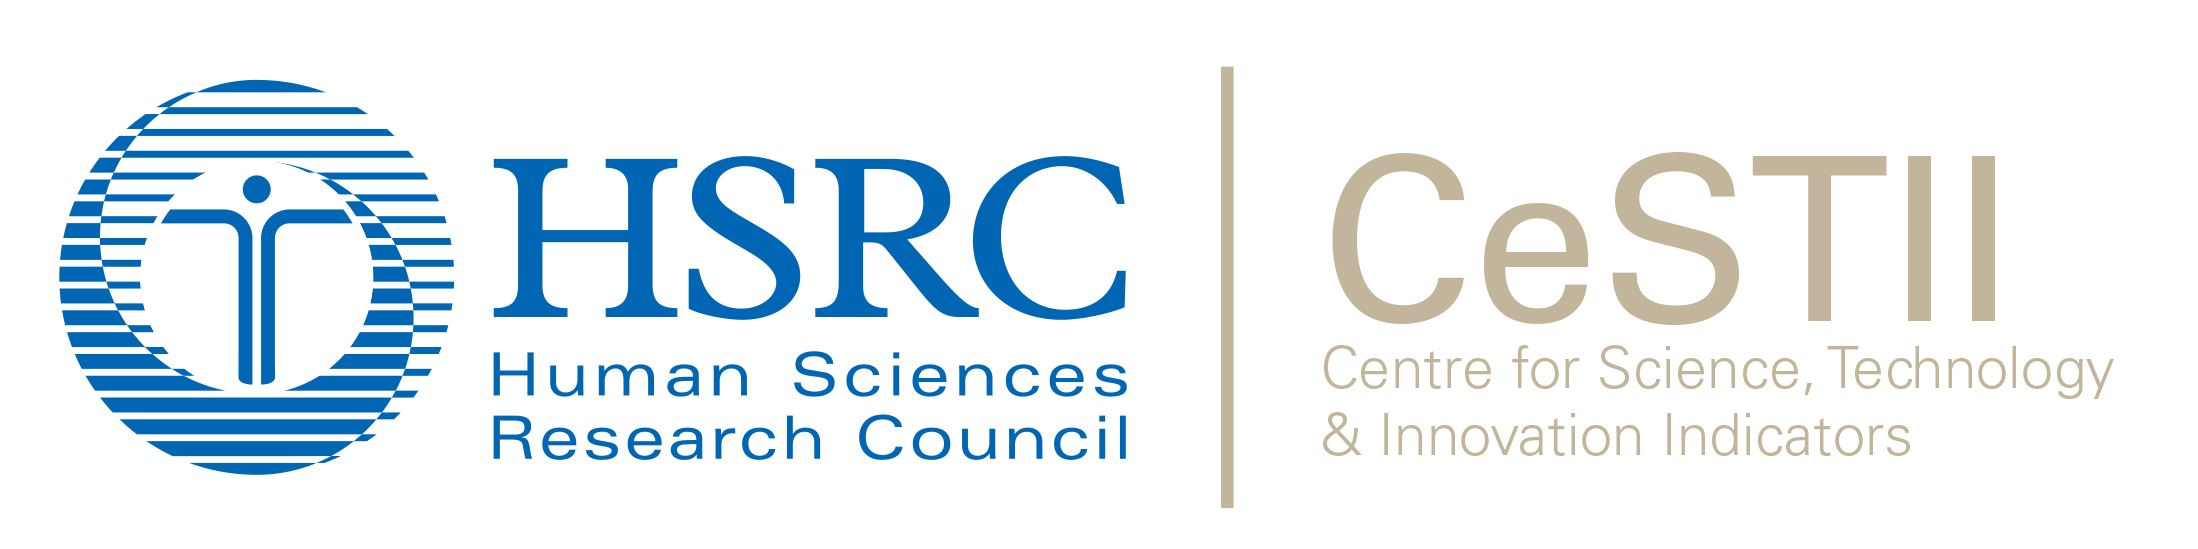 HSRC
Human Sciences
Research Council
CeSTII
Centre for Science, Technology
& Innovation Indicators